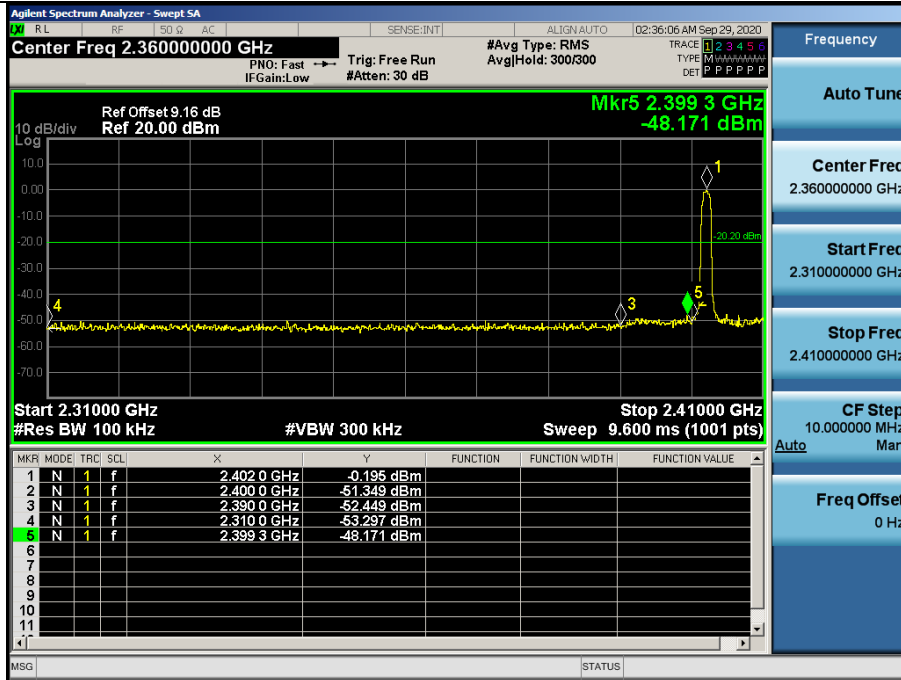 Agilent Spectrum Analyzer - Swept SA
LXI RL RF 50 Ω AC SENSE:INT ALIGN AUTO 02:36:06 AM Sep 29, 2020
Center Freq 2.360000000 GHz
PNO: Fast
IFGain:Low
Trig: Free Run
#Atten: 30 dB
#Avg Type: RMS
Avg|Hold: 300/300
TRACE 1 2 3 4 5 6
TYPE M
DET P P P P P P
Ref Offset 9.16 dB
10 dB/div Ref 20.00 dBm
Log
Mkr5 2.399 3 GHz
-48.171 dBm
10.0
0.00
-10.0
-20.0
-30.0
-40.0
-50.0
-60.0
-70.0
1
-20.20 dBm
4
3
5
Start 2.31000 GHz Stop 2.41000 GHz
#Res BW 100 kHz #VBW 300 kHz Sweep 9.600 ms (1001 pts)
MKR MODE TRC SCL X Y FUNCTION FUNCTION WIDTH FUNCTION VALUE
1 N 1 f 2.402 0 GHz -0.195 dBm
2 N 1 f 2.400 0 GHz -51.349 dBm
3 N 1 f 2.390 0 GHz -52.449 dBm
4 N 1 f 2.310 0 GHz -53.297 dBm
5 N 1 f 2.399 3 GHz -48.171 dBm
6
7
8
9
10
11
MSG STATUS
Frequency
Auto Tune
Center Freq
2.360000000 GHz
Start Freq
2.310000000 GHz
Stop Freq
2.410000000 GHz
CF Step
10.000000 MHz
Auto Man
Freq Offset
0 Hz